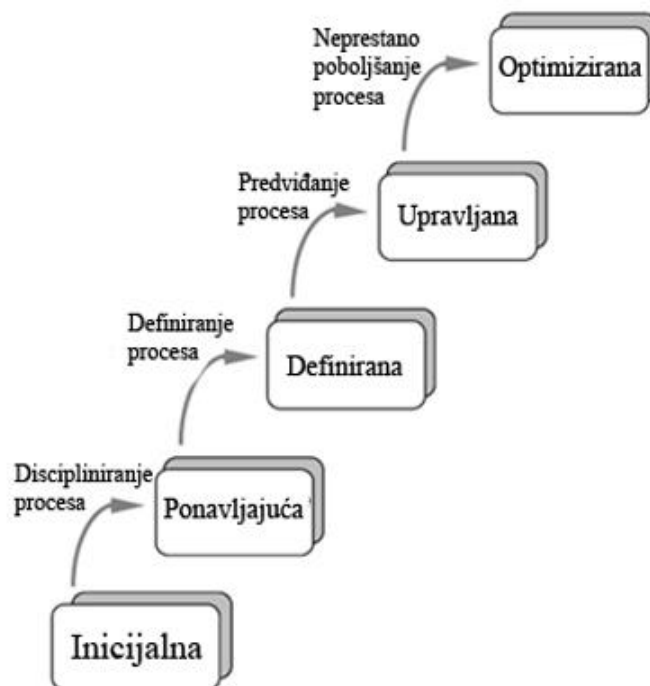 Neprestano
poboljšanje
procesa
Optimizirana
Predviđanje
procesa
Upravljana
Definiranje
procesa
Definirana
Discipliniranje
procesa
Ponavljajuća
Inicijalna